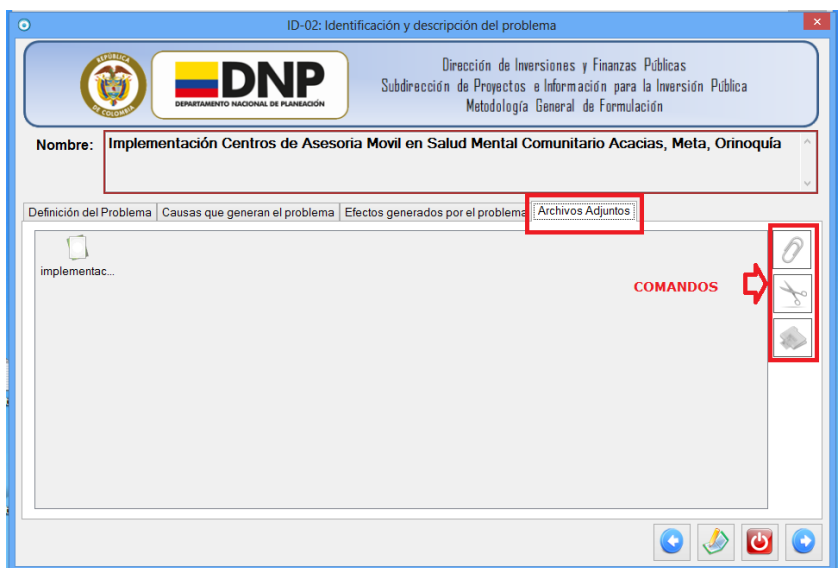 ID-02: Identificación y descripción del problema
REPÚBLICA
DE COLOMBIA
DNP
DEPARTAMENTO NACIONAL DE PLANEACIÓN
Dirección de Inversiones y Finanzas Públicas
Subdirección de Proyectos e Información para la Inversión Pública
Metodología General de Formulación
Nombre: Implementación Centros de Asesoria Movil en Salud Mental Comunitario Acacias, Meta, Orinoquía
Definición del Problema Causas que generan el problema Efectos generados por el problema Archivos Adjuntos
implementac...
COMANDOS